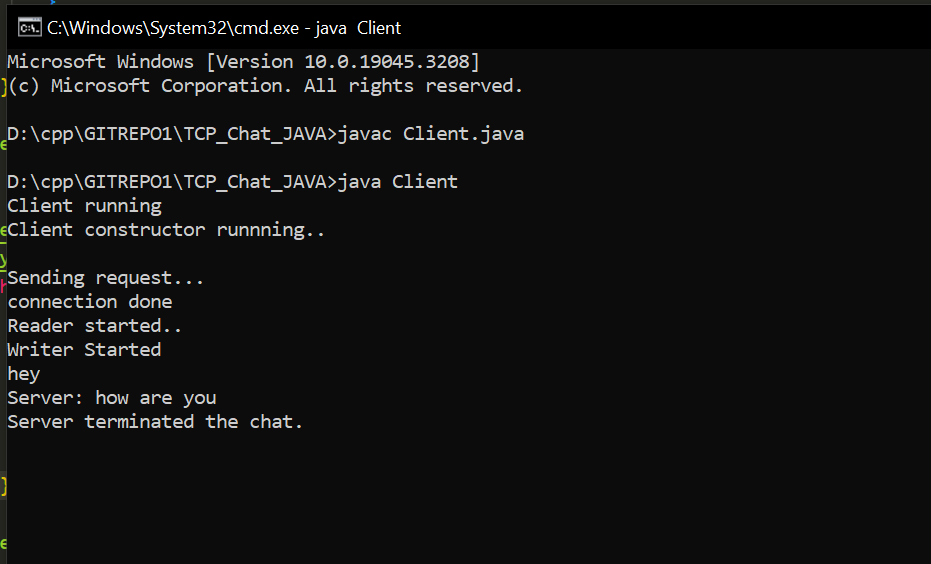 C:\Windows\System32\cmd.exe - java  Client
Microsoft Windows [Version 10.0.19045.3208]
(c) Microsoft Corporation. All rights reserved.
D:\cpp\GITREPO1\TCP_Chat_JAVA>javac Client.java
D:\cpp\GITREPO1\TCP_Chat_JAVA>java Client
Client running
Client constructor runnning..
Sending request...
connection done
Reader started..
Writer Started
hey
Server: how are you
Server terminated the chat.